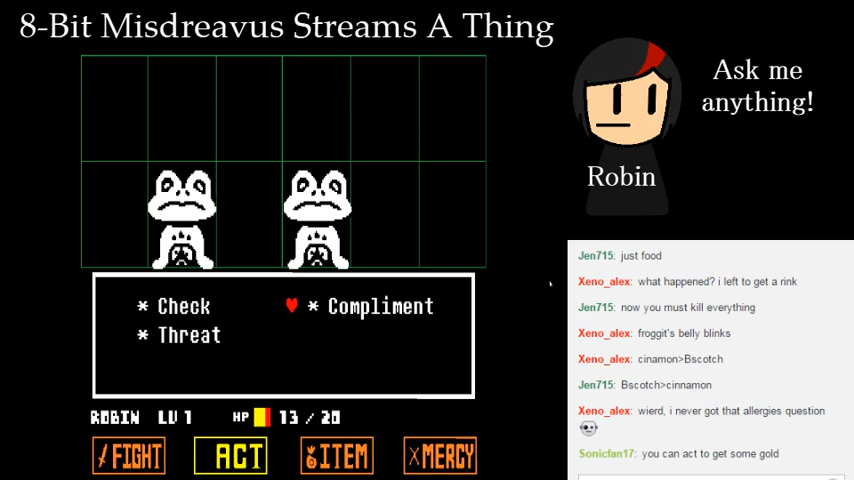 8-Bit Misdreavus Streams A Thing
Ask me
anything!
Robin
* Check
* Compliment
* Threat
ROBIN LV 1 HP 13 / 20
FIGHT
ACT
ITEM
MERCY
Jen715: just food
Xeno_alex: what happened? i left to get a rink
Jen715: now you must kill everything
Xeno_alex: froggit's belly blinks
Xeno_alex: cinamon>Bscotch
Jen715: Bscotch>cinnamon
Xeno_alex: wierd, i never got that allergies question
Sonicfan17: you can act to get some gold